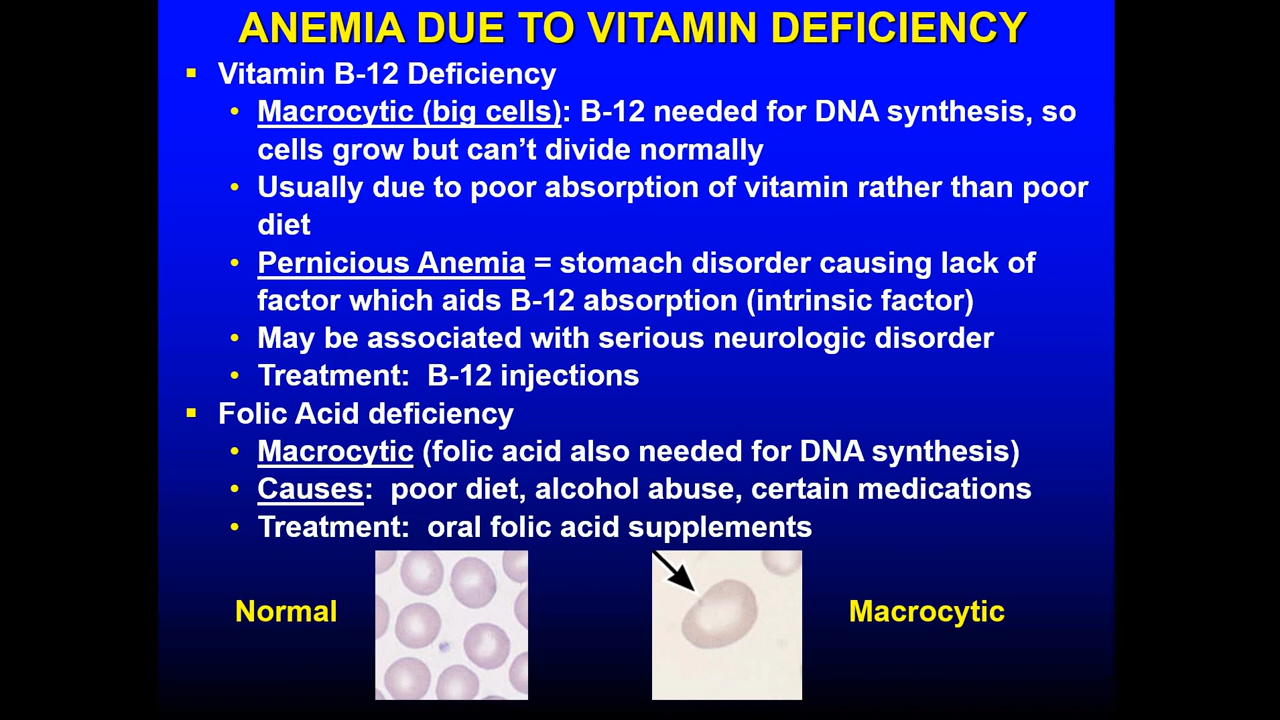 ANEMIA DUE TO VITAMIN DEFICIENCY
▪ Vitamin B-12 Deficiency
• Macrocytic (big cells): B-12 needed for DNA synthesis, so
cells grow but can’t divide normally
• Usually due to poor absorption of vitamin rather than poor
diet
• Pernicious Anemia = stomach disorder causing lack of
factor which aids B-12 absorption (intrinsic factor)
• May be associated with serious neurologic disorder
• Treatment:  B-12 injections
▪ Folic Acid deficiency
• Macrocytic (folic acid also needed for DNA synthesis)
• Causes:  poor diet, alcohol abuse, certain medications
• Treatment:  oral folic acid supplements
Normal
Macrocytic